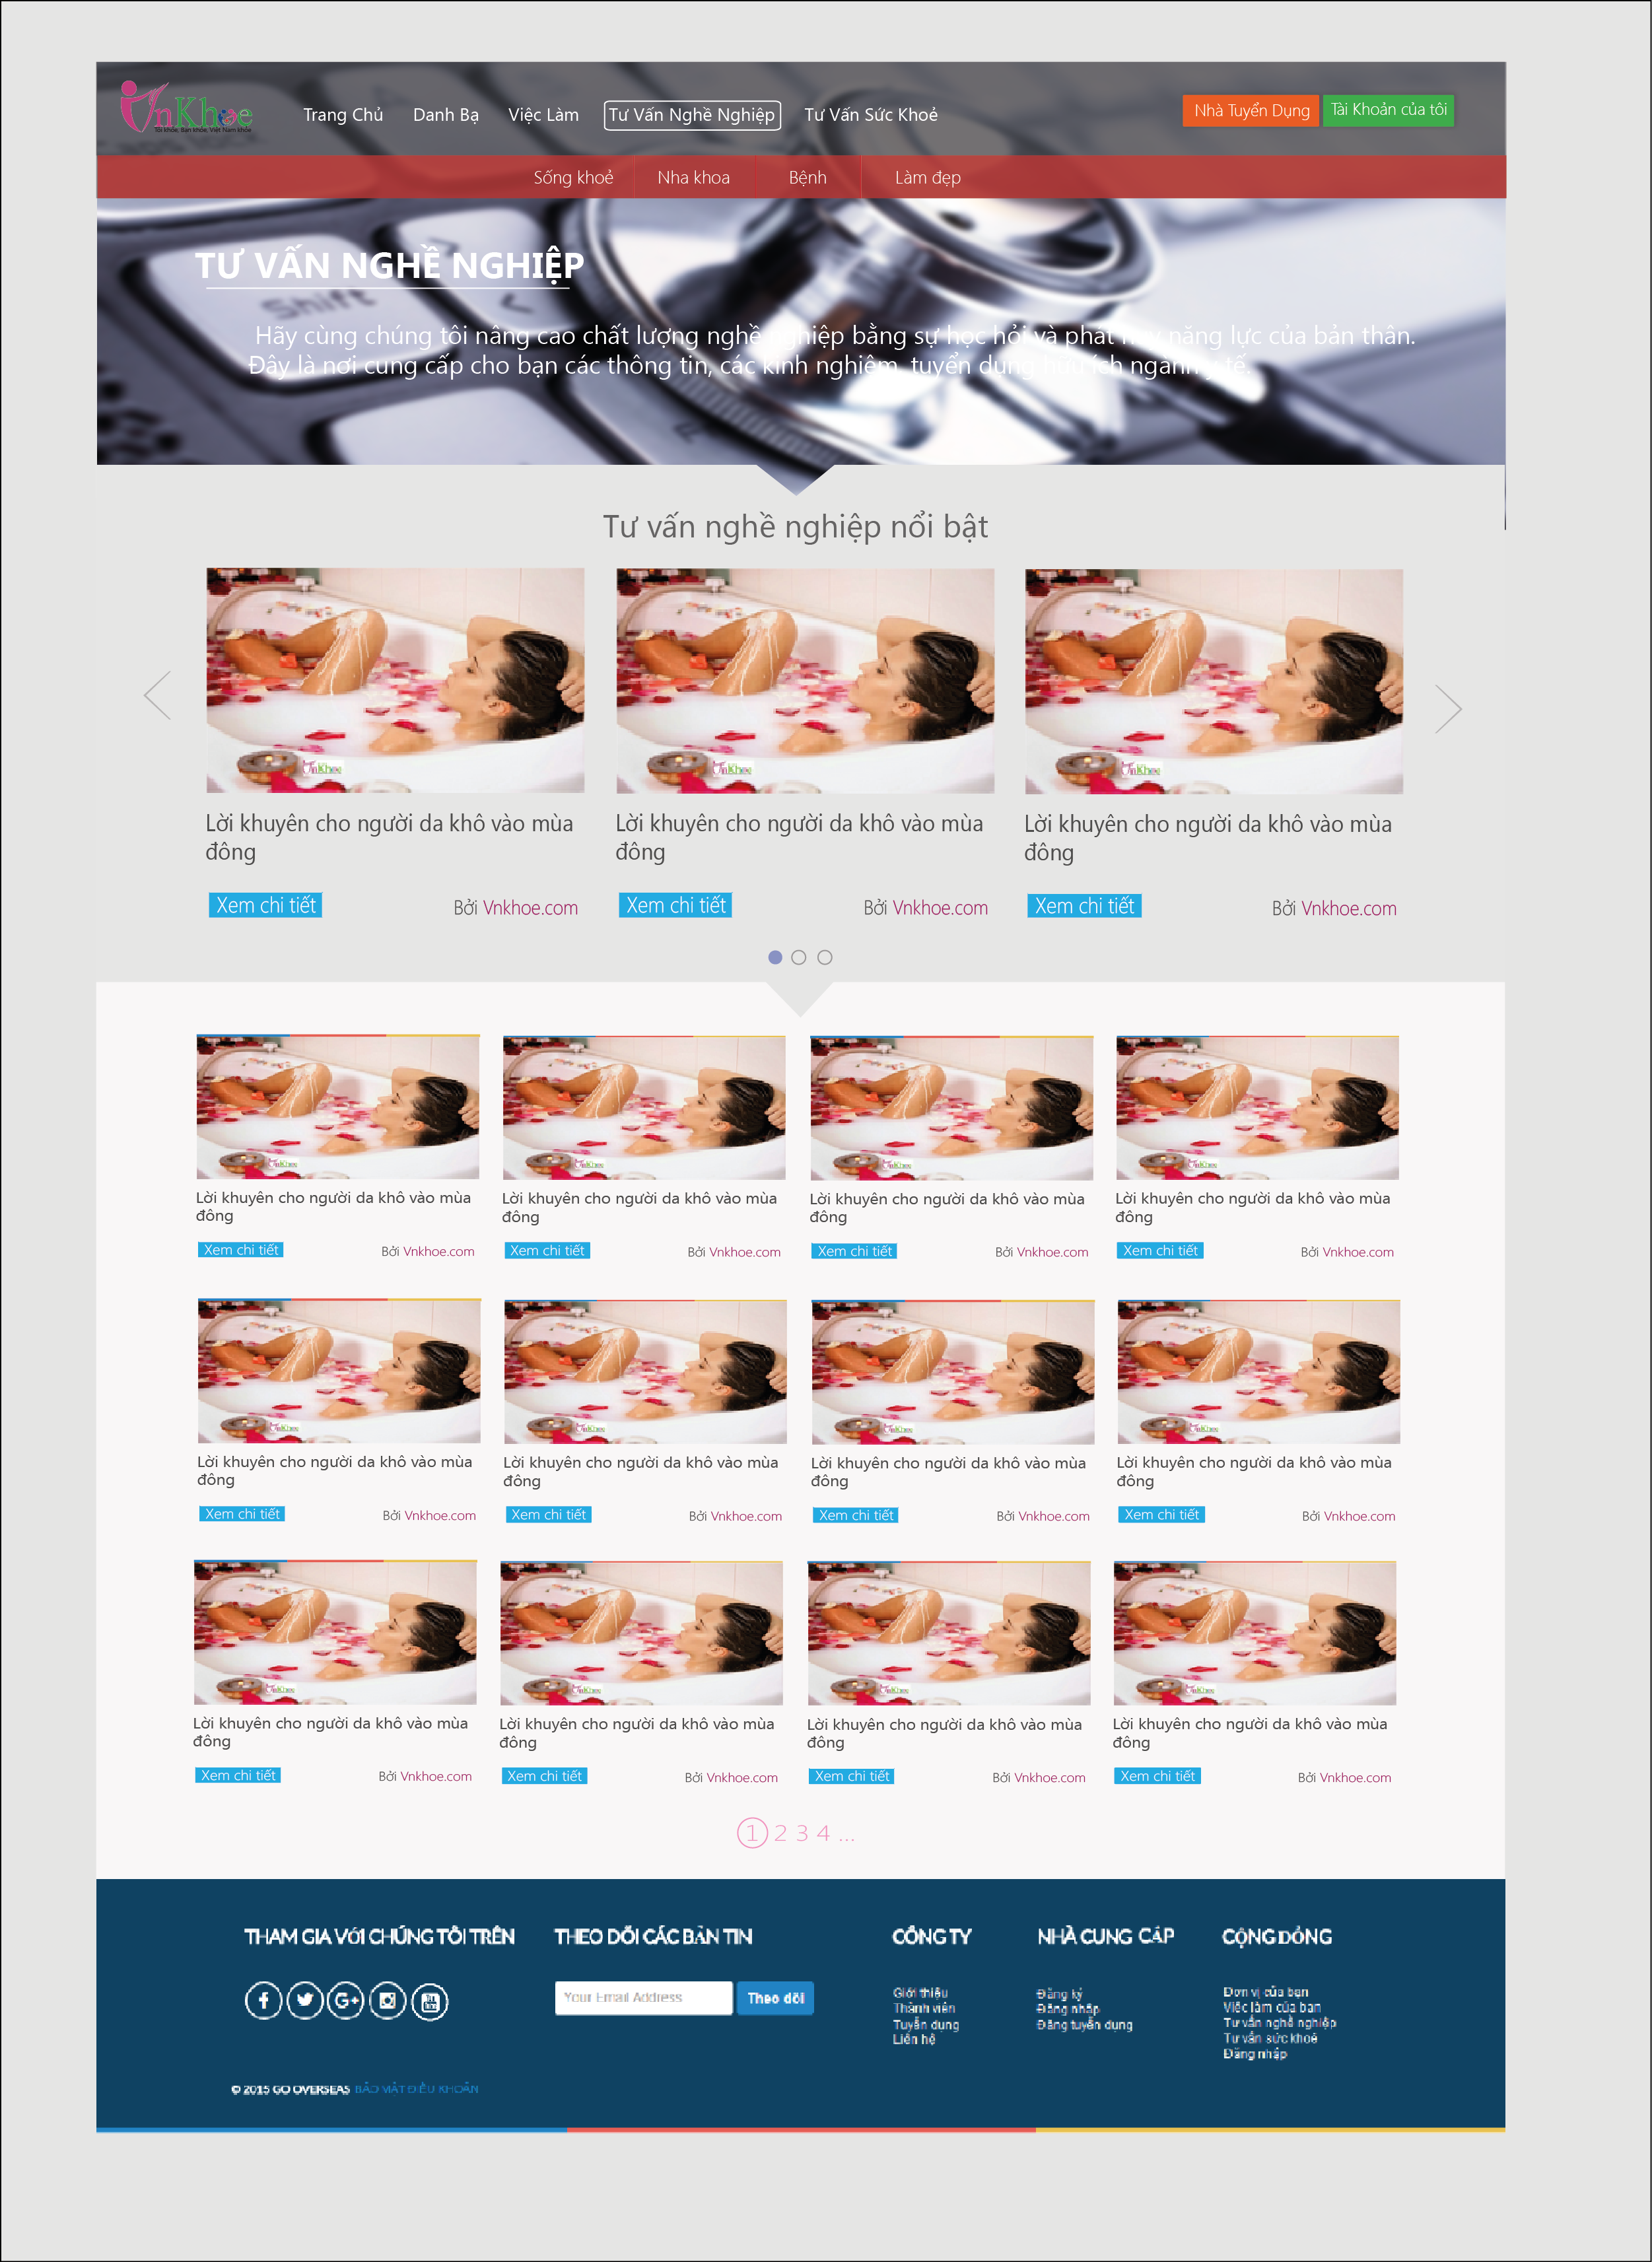 VnKhoe
Tôi khỏe, Bạn khỏe, Việt Nam khỏe
Trang Chủ Danh Bạ Việc Làm Tư Vấn Nghề Nghiệp Tư Vấn Sức Khoẻ
Nhà Tuyển Dụng Tài Khoản của tôi
Sống khoẻ Nha khoa Bệnh Làm đẹp
TƯ VẤN NGHỀ NGHIỆP
Shift
Hãy cùng chúng tôi nâng cao chất lượng nghề nghiệp bằng sự học hỏi và phát huy năng lực của bản thân.
Đây là nơi cung cấp cho bạn các thông tin, các kinh nghiệm, tuyển dụng hữu ích ngành y tế.
Tư vấn nghề nghiệp nổi bật
VnKhoe VnKhoe VnKhoe
Lời khuyên cho người da khô vào mùa Lời khuyên cho người da khô vào mùa Lời khuyên cho người da khô vào mùa
đông đông đông
Xem chi tiết Bởi Vnkhoe.com Xem chi tiết Bởi Vnkhoe.com Xem chi tiết Bởi Vnkhoe.com
VnKhoe VnKhoe VnKhoe VnKhoe
Lời khuyên cho người da khô vào mùa Lời khuyên cho người da khô vào mùa Lời khuyên cho người da khô vào mùa Lời khuyên cho người da khô vào mùa
đông đông đông đông
Xem chi tiết Bởi Vnkhoe.com Xem chi tiết Bởi Vnkhoe.com Xem chi tiết Bởi Vnkhoe.com Xem chi tiết Bởi Vnkhoe.com
VnKhoe VnKhoe VnKhoe VnKhoe
Lời khuyên cho người da khô vào mùa Lời khuyên cho người da khô vào mùa Lời khuyên cho người da khô vào mùa Lời khuyên cho người da khô vào mùa
đông đông đông đông
Xem chi tiết Bởi Vnkhoe.com Xem chi tiết Bởi Vnkhoe.com Xem chi tiết Bởi Vnkhoe.com Xem chi tiết Bởi Vnkhoe.com
VnKhoe VnKhoe VnKhoe VnKhoe
Lời khuyên cho người da khô vào mùa Lời khuyên cho người da khô vào mùa Lời khuyên cho người da khô vào mùa Lời khuyên cho người da khô vào mùa
đông đông đông đông
Xem chi tiết Bởi Vnkhoe.com Xem chi tiết Bởi Vnkhoe.com Xem chi tiết Bởi Vnkhoe.com Xem chi tiết Bởi Vnkhoe.com
1 2 3 4 ...
THAM GIA VỚI CHÚNG TÔI TRÊN
THEO DÕI CÁC BẢN TIN
Your Email Address Theo dõi
CÔNG TY
Giới thiệu
Thành viên
Tuyển dụng
Liên hệ
NHÀ CUNG CẤP
Đăng ký
Đăng nhập
Đăng tuyển dụng
CỘNG ĐỒNG
Đơn vị của bạn
Việc làm của bạn
Tư vấn nghề nghiệp
Tư vấn sức khoẻ
Đăng nhập
© 2015 GO OVERSEAS BẢO MẬT ĐIỀU KHOẢN